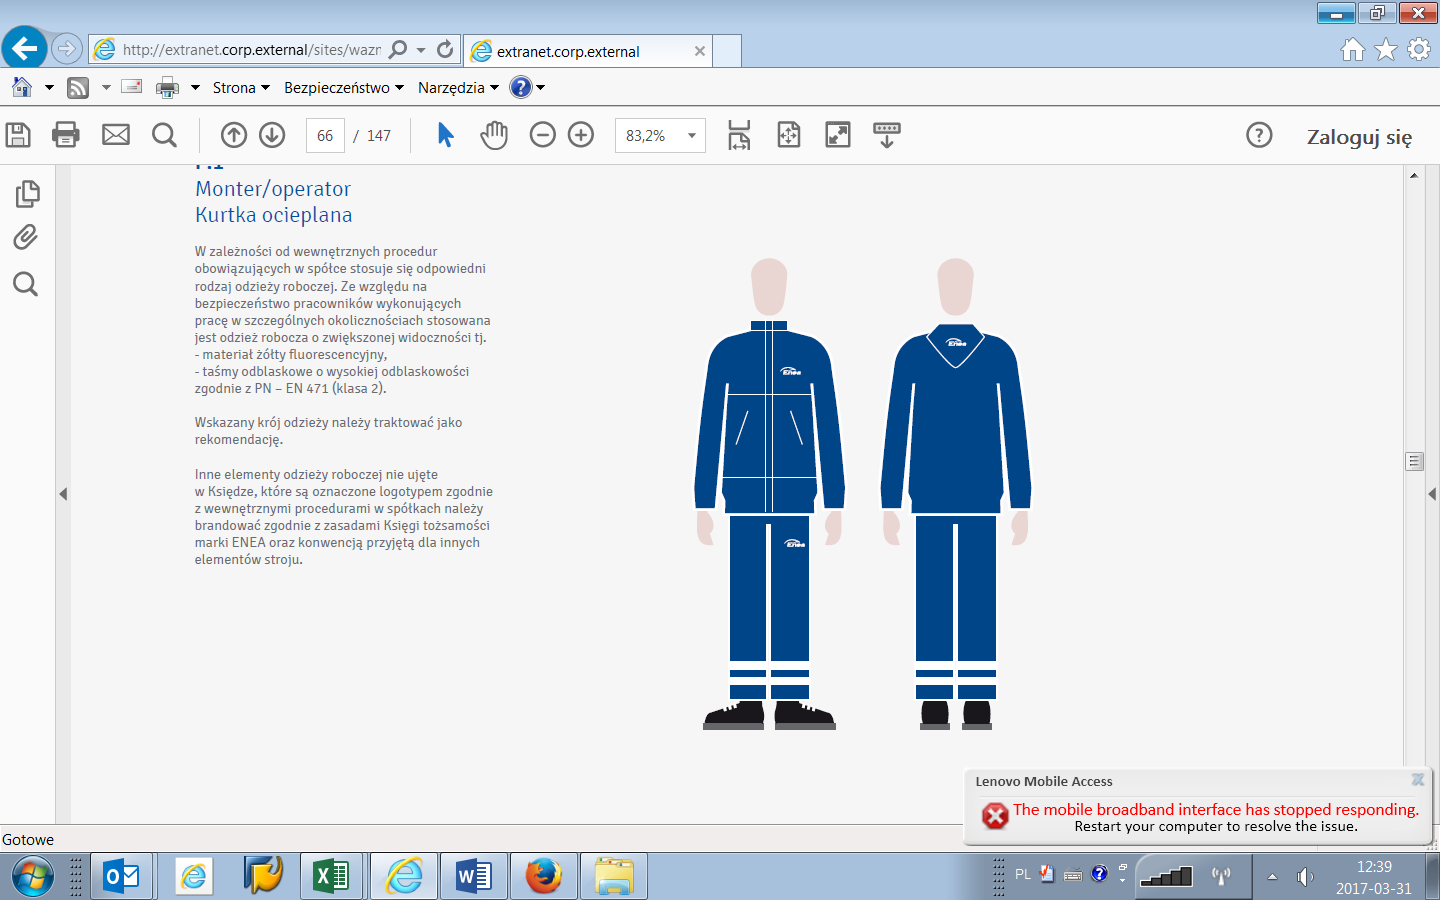 http://extranet.corp.external/sites/wazn
extranet.corp.external
Strona
Bezpieczeństwo
Narzędzia
66 / 147
83,2%
Zaloguj się
Monter/operator
Kurtka ocieplana
W zależności od wewnętrznych procedur
obowiązujących w spółce stosuje się odpowiedni
rodzaj odzieży roboczej. Ze względu na
bezpieczeństwo pracowników wykonujących
pracę w szczególnych okolicznościach stosowana
jest odzież robocza o zwiększonej widoczności tj.
- materiał żółty fluorescencyjny,
- taśmy odblaskowe o wysokiej odblaskowości
zgodnie z PN – EN 471 (klasa 2).
Wskazany krój odzieży należy traktować jako
rekomendację.
Inne elementy odzieży roboczej nie ujęte
w Księdze, które są oznaczone logotypem zgodnie
z wewnętrznymi procedurami w spółkach należy
brandować zgodnie z zasadami Księgi tożsamości
marki ENEA oraz konwencją przyjętą dla innych
elementów stroju.
Enea
Enea
Enea
Lenovo Mobile Access
The mobile broadband interface has stopped responding.
Restart your computer to resolve the issue.
Gotowe
PL
12:39
2017-03-31